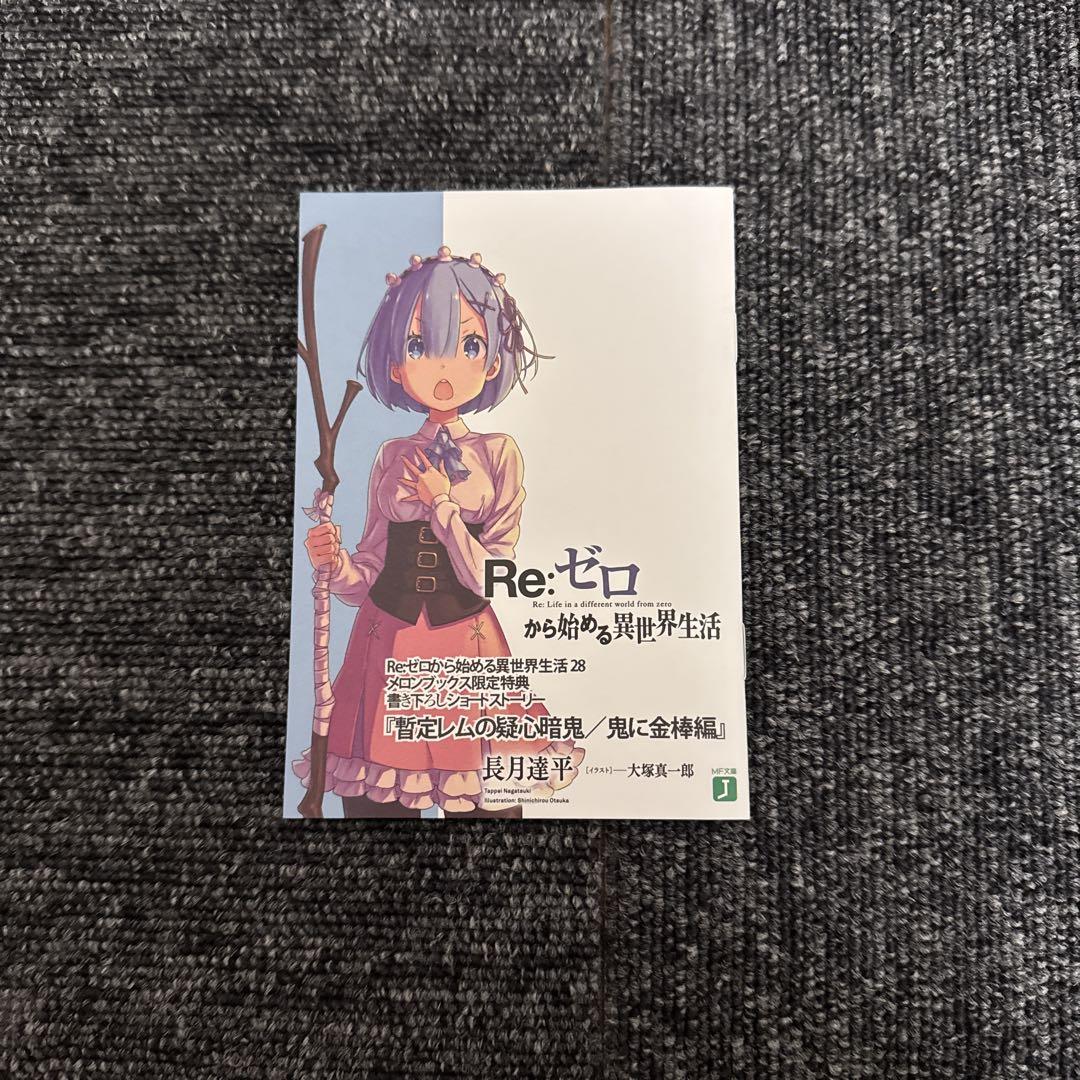 Re:ゼロ
Re: Life in a different world from zero
から始める異世界生活
Re:ゼロから始める異世界生活 28
メロンブックス限定特典
書き下ろしショートストーリー
『暫定レムの疑心暗鬼／鬼に金棒編』
長月達平 [イラスト]―大塚真一郎
Tappei Nagatsuki
Illustration: Shinichirou Otsuka
MF文庫
J